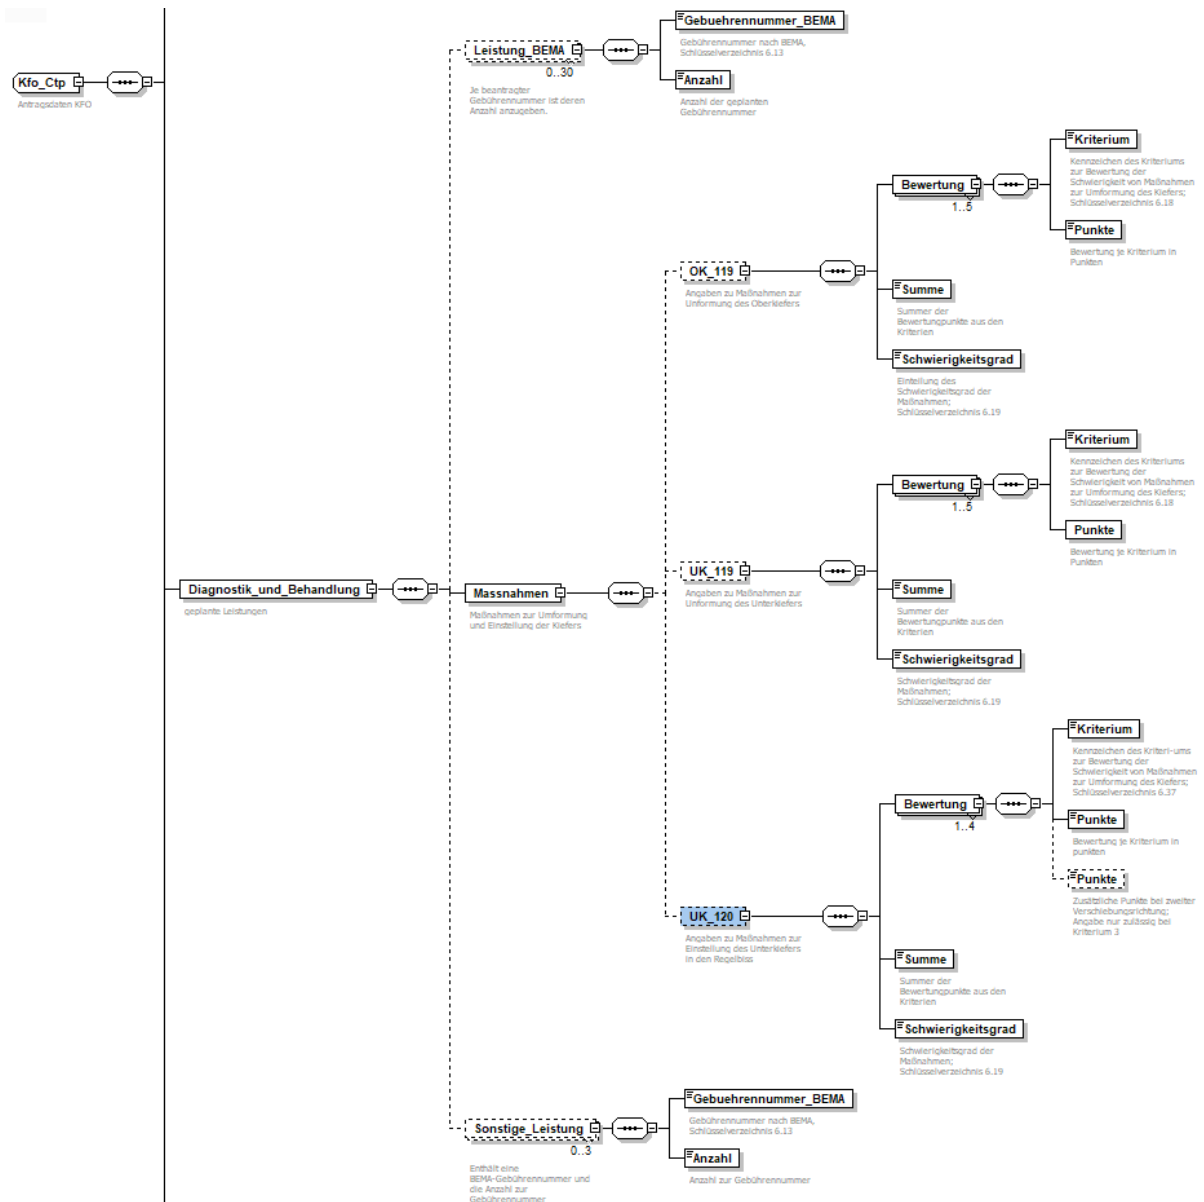 Kfo_Ctp
Antragsdaten KFO
Diagnostik_und_Behandlung
geplante Leistungen
Leistung_BEMA
0..30
Je beantragter
Gebührennummer ist deren
Anzahl anzugeben.
Gebuehrennummer_BEMA
Gebührennummer nach BEMA,
Schlüsselverzeichnis 6.13
Anzahl
Anzahl der geplanten
Gebührennummer
Massnahmen
Maßnahmen zur Umformung
und Einstellung der Kiefers
OK_119
Angaben zu Maßnahmen zur
Unformung des Oberkiefers
Bewertung
1..5
Kriterium
Kennzeichen des Kriteriums
zur Bewertung der
Schwierigkeit von Maßnahmen
zur Umformung des Kiefers;
Schlüsselverzeichnis 6.18
Punkte
Bewertung je Kriterium in
Punkten
Summe
Summer der
Bewertungpunkte aus den
Kriterien
Schwierigkeitsgrad
Einteilung des
Schwierigkeitsgrad der
Maßnahmen;
Schlüsselverzeichnis 6.19
UK_119
Angaben zu Maßnahmen zur
Unformung des Unterkiefers
Bewertung
1..5
Kriterium
Kennzeichen des Kriteriums
zur Bewertung der
Schwierigkeit von Maßnahmen
zur Umformung des Kiefers;
Schlüsselverzeichnis 6.18
Punkte
Bewertung je Kriterium in
Punkten
Summe
Summer der
Bewertungpunkte aus den
Kriterien
Schwierigkeitsgrad
Schwierigkeitsgrad der
Maßnahmen;
Schlüsselverzeichnis 6.19
UK_120
Angaben zu Maßnahmen zur
Einstellung des Unterkiefers
in den Regelbiss
Bewertung
1..4
Kriterium
Kennzeichen des Kriteri-ums
zur Bewertung der
Schwierigkeit von Maßnahmen
zur Umformung des Kiefers;
Schlüsselverzeichnis 6.37
Punkte
Bewertung je Kriterium in
punkten
Punkte
Zusätzliche Punkte bei zweiter
Verschiebungsrichtung;
Angabe nur zulässig bei
Kriterium 3
Summe
Summer der
Bewertungpunkte aus den
Kriterien
Schwierigkeitsgrad
Schwierigkeitsgrad der
Maßnahmen;
Schlüsselverzeichnis 6.19
Sonstige_Leistung
0..3
Enthält eine
BEMA-Gebührennummer und
die Anzahl zur
Gebührennummer
Gebuehrennummer_BEMA
Gebührennummer nach BEMA,
Schlüsselverzeichnis 6.13
Anzahl
Anzahl zur Gebührennummer